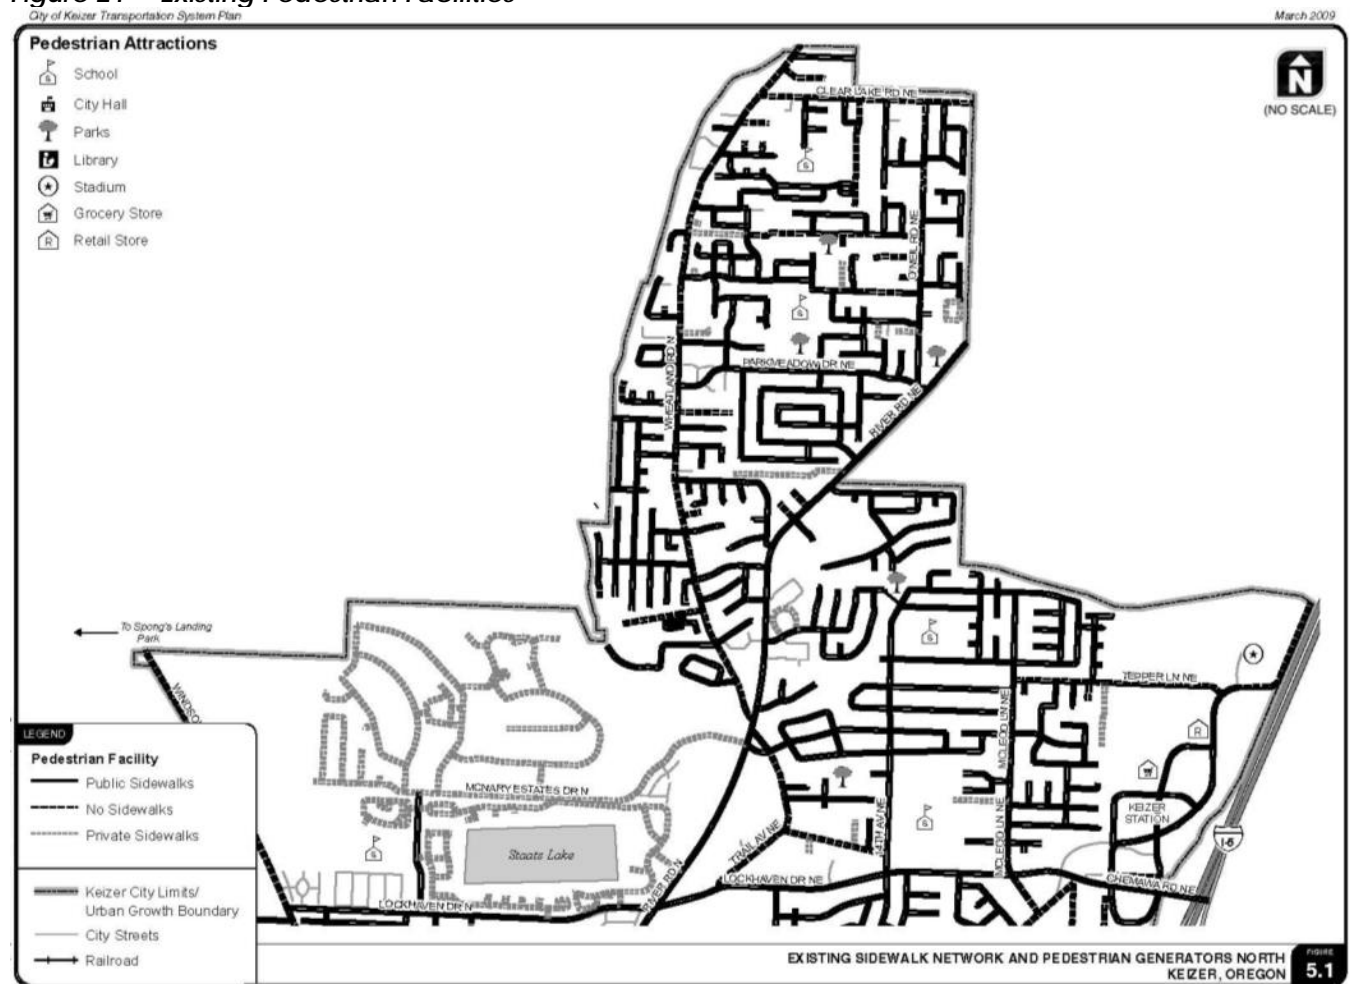 City of Keizer Transportation System Plan
March 2009
Pedestrian Attractions
School
City Hall
Parks
Library
Stadium
Grocery Store
R Retail Store
N
(NO SCALE)
CLEAR LAKE RD NE
O'NEIL RD NE
WHEATLAND RD N
PARKMEADOW DR NE
RIVER RD NE
To Spong's Landing
Park
TEPPER LN NE
MCLEOD LN NE
R
MCNARY ESTATES DR N
KEIZER
STATION
MCLEOD LN NE
14TH AV NE
TRAIL AV NE
I-5
Staats Lake
RIVER RD N
LOCKHAVEN DR NE
CHEMAWA RD NE
LOCKHAVEN DR N
LEGEND
Pedestrian Facility
Public Sidewalks
No Sidewalks
Private Sidewalks
Keizer City Limits/
Urban Growth Boundary
City Streets
Railroad
EXISTING SIDEWALK NETWORK AND PEDESTRIAN GENERATORS NORTH
KEIZER, OREGON
FIGURE
5.1